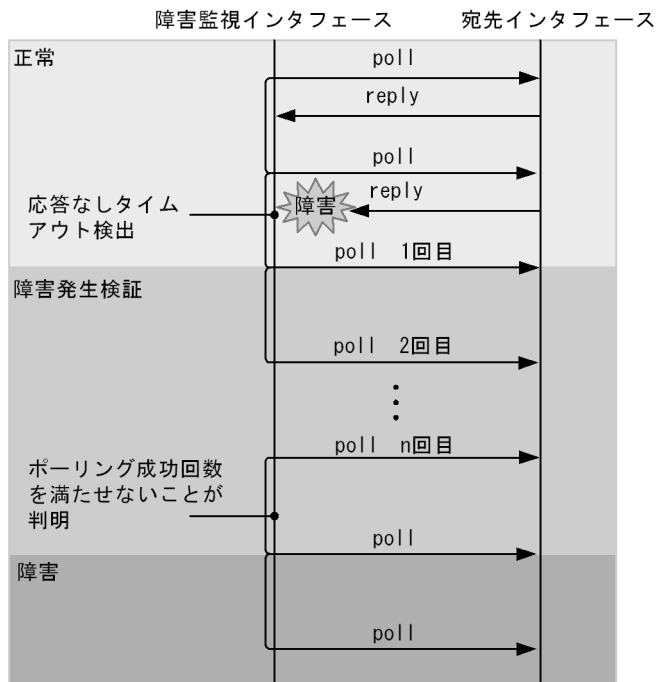 障害監視インタフェース
宛先インタフェース
正常
poll
reply
poll
reply
障害
応答なしタイム
アウト検出
poll 1回目
障害発生検証
poll 2回目
poll n回目
ポーリング成功回数
を満たせないことが
判明
poll
障害
poll